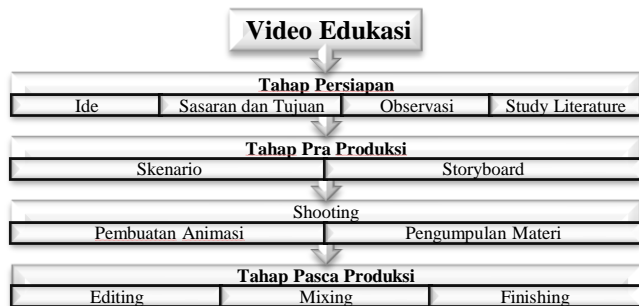 Video Edukasi
Tahap Persiapan
Ide Sasaran dan Tujuan Observasi Study Literature
Tahap Pra Produksi
Skenario Storyboard
Shooting
Pembuatan Animasi Pengumpulan Materi
Tahap Pasca Produksi
Editing Mixing Finishing